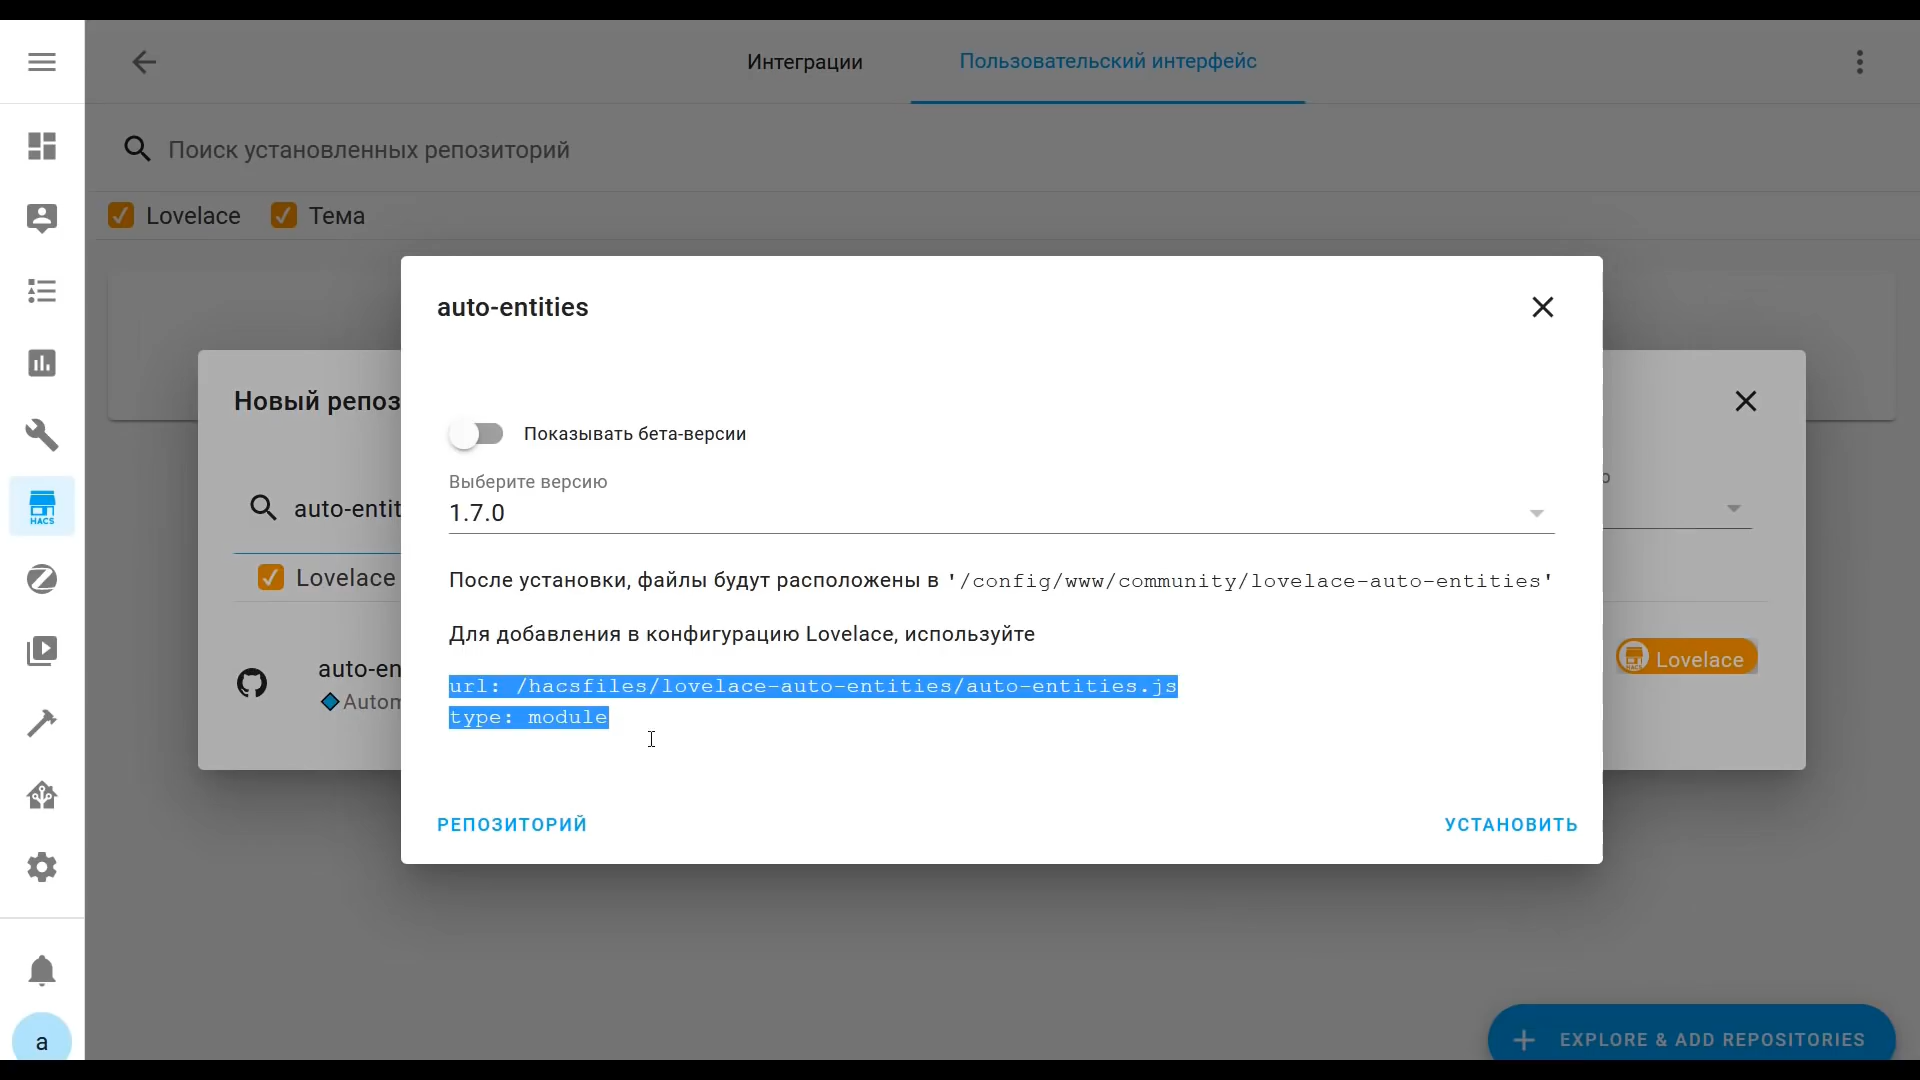 Интеграции
Пользовательский интерфейс
Поиск установленных репозиторий
Lovelace
Тема
auto-entities
Новый репоз
Показывать бета-версии
Выберите версию
1.7.0
auto-entit
Lovelace
После установки, файлы будут расположены в '/config/www/community/lovelace-auto-entities'
Для добавления в конфигурацию Lovelace, используйте
url: /hacsfiles/lovelace-auto-entities/auto-entities.js
type: module
auto-en
Autom
Lovelace
HACS
РЕПОЗИТОРИЙ
УСТАНОВИТЬ
a
EXPLORE & ADD REPOSITORIES